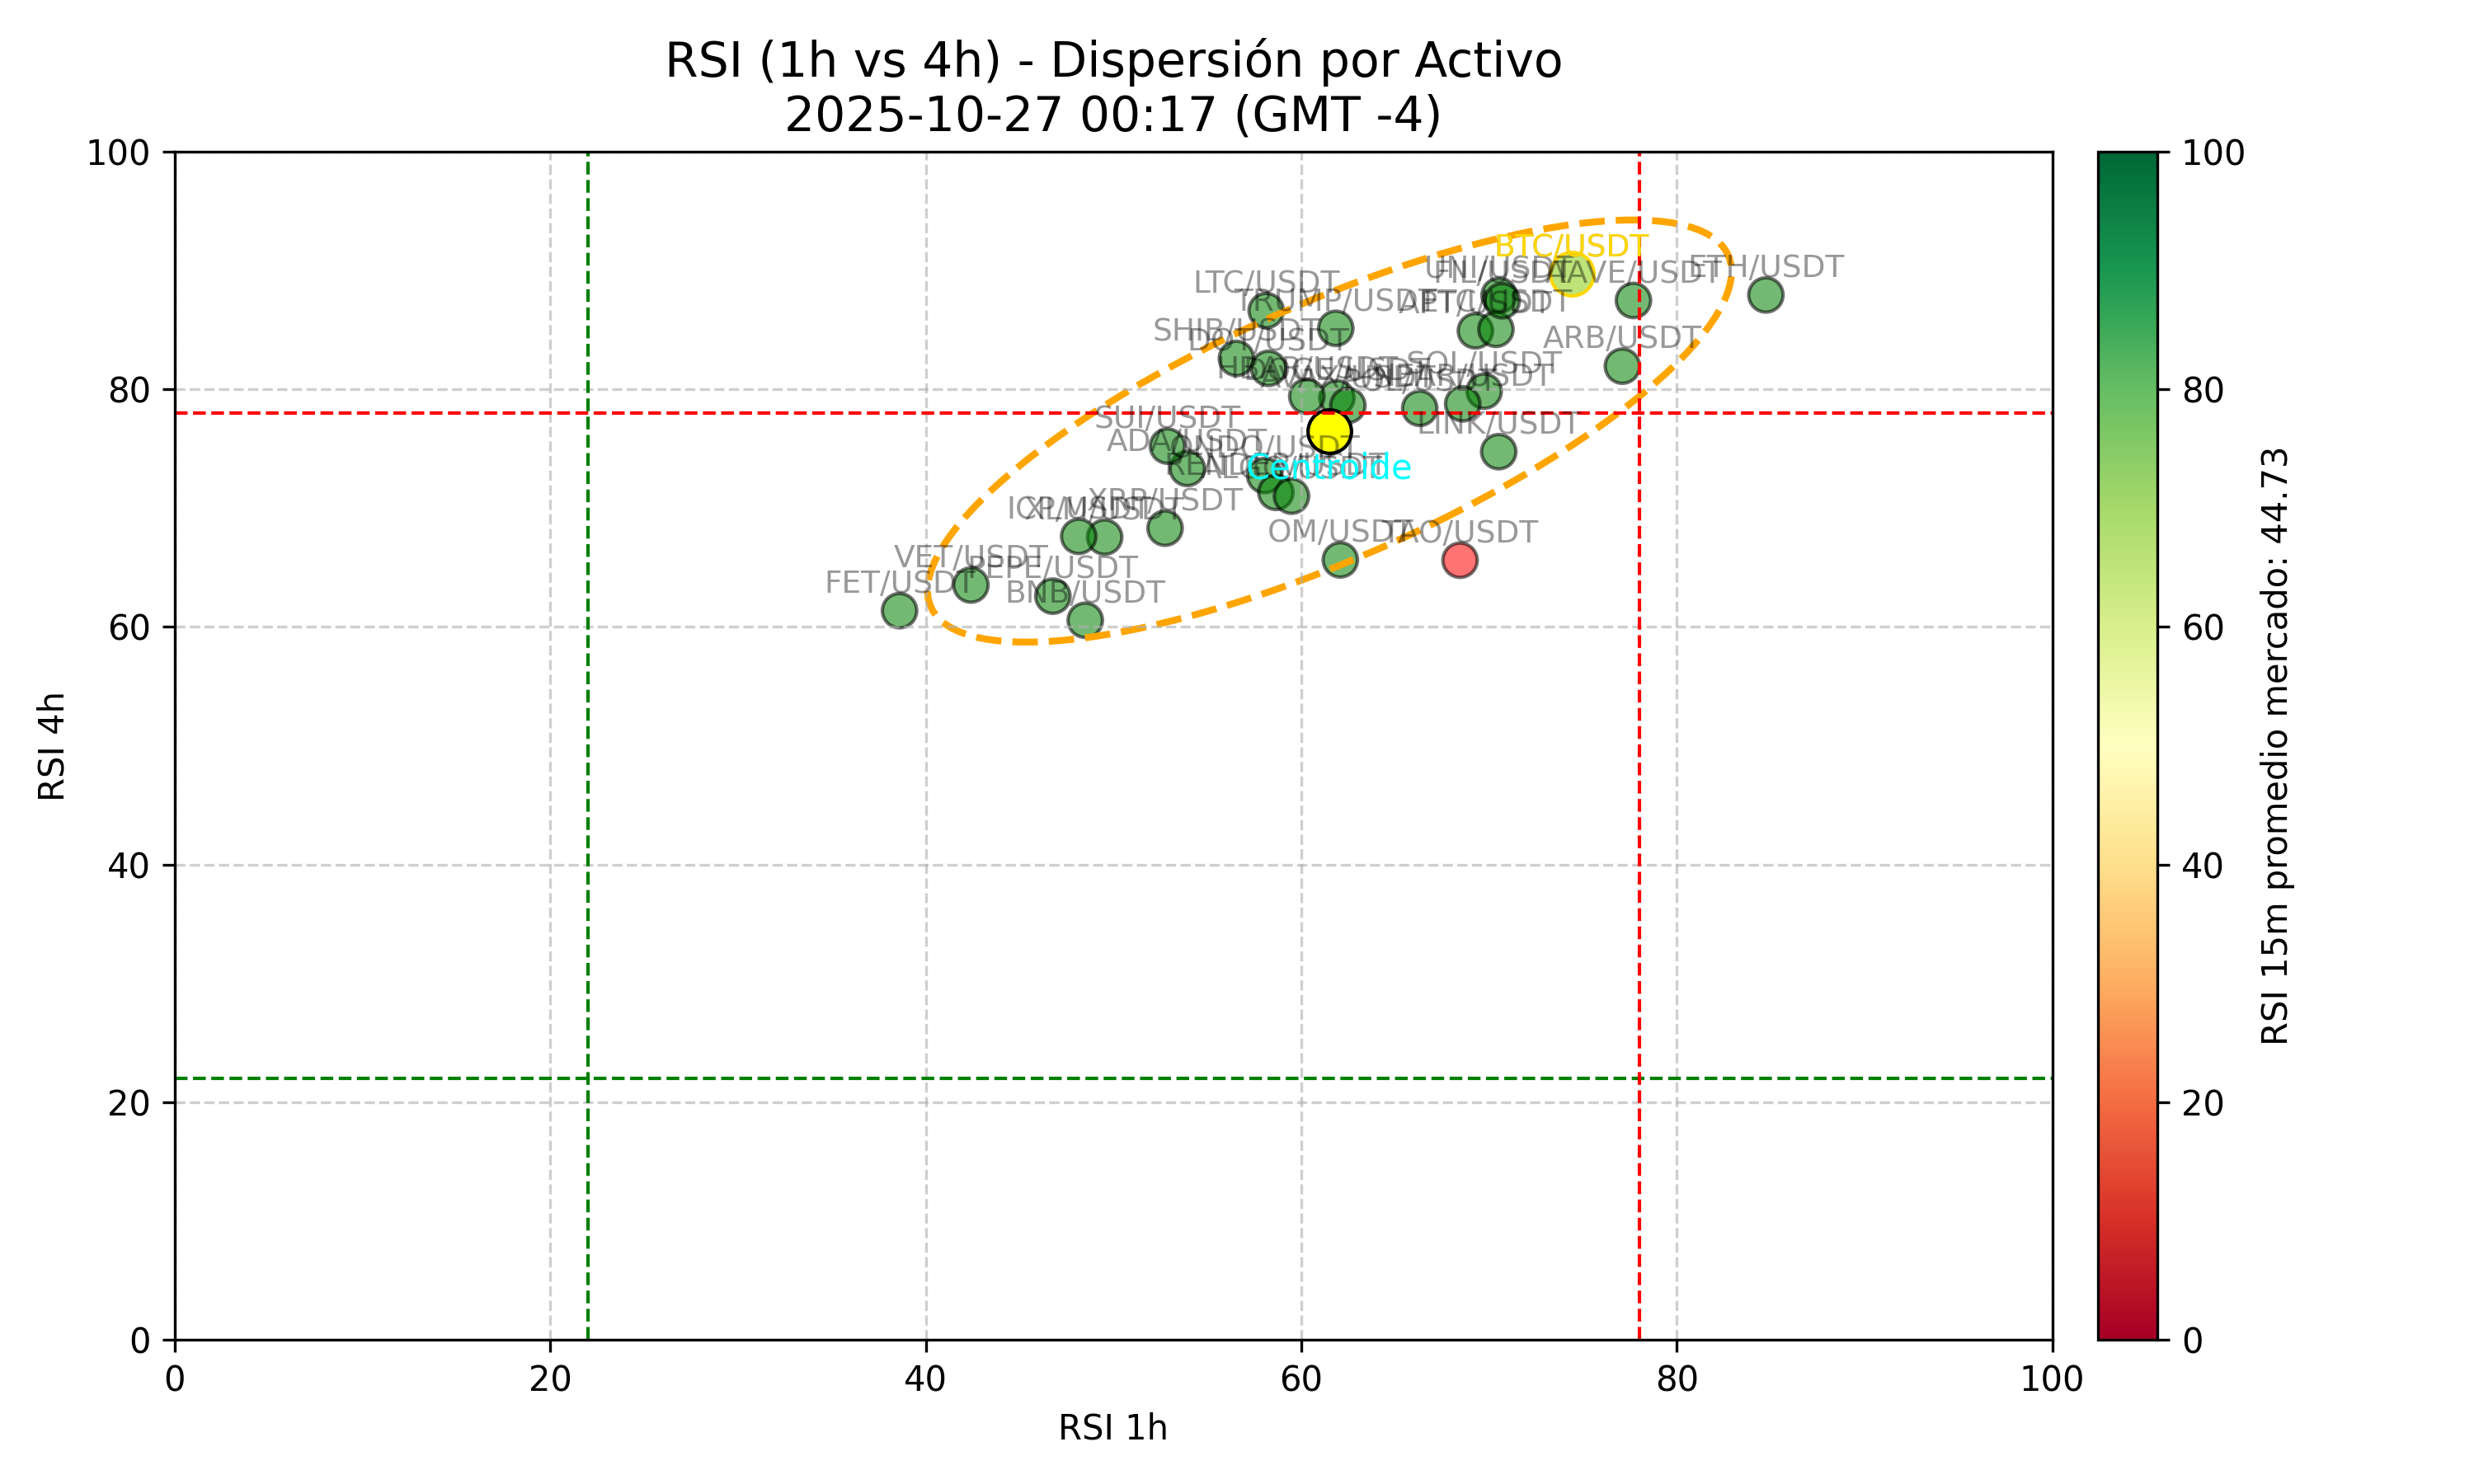 RSI (1h vs 4h) - Dispersión por Activo
2025-10-27 00:17 (GMT -4)
100
80
60
40
20
0
RSI 4h
0
20
40
60
80
100
RSI 1h
BTC/USDT
UNI/USDT
FIL/USDT
AAVE/USDT
ETH/USDT
LTC/USDT
TRUMP/USDT
APT/USDT
ARB/USDT
SHIB/USDT
DOT/USDT
SOL/USDT
LINK/USDT
SUI/USDT
ADA/USDT
Centroide
XRP/USDT
ICP/USDT
XLM/USDT
OM/USDT
TAO/USDT
VET/USDT
PEPE/USDT
FET/USDT
BNB/USDT
100
80
60
40
20
0
RSI 15m promedio mercado: 44.73